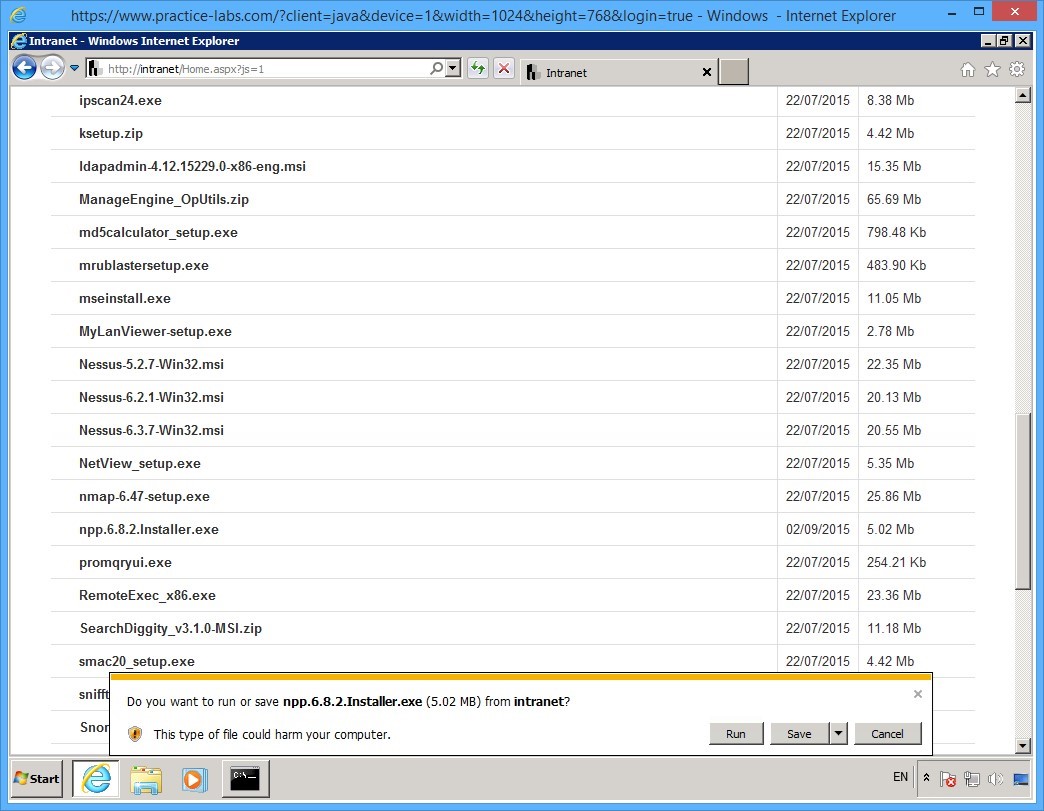 https://www.practice-labs.com/?client=java&device=1&width=1024&height=768&login=true - Windows - Internet Explorer
Intranet - Windows Internet Explorer
http://intranet/Home.aspx?js=1
Intranet
ipscan24.exe 22/07/2015 8.38 Mb
ksetup.zip 22/07/2015 4.42 Mb
ldapadmin-4.12.15229.0-x86-eng.msi 22/07/2015 15.35 Mb
ManageEngine_OpUtils.zip 22/07/2015 65.69 Mb
md5calculator_setup.exe 22/07/2015 798.48 Kb
mrublastersetup.exe 22/07/2015 483.90 Kb
mseinstall.exe 22/07/2015 11.05 Mb
MyLanViewer-setup.exe 22/07/2015 2.78 Mb
Nessus-5.2.7-Win32.msi 22/07/2015 22.35 Mb
Nessus-6.2.1-Win32.msi 22/07/2015 20.13 Mb
Nessus-6.3.7-Win32.msi 22/07/2015 20.55 Mb
NetView_setup.exe 22/07/2015 5.35 Mb
nmap-6.47-setup.exe 22/07/2015 25.86 Mb
npp.6.8.2.Installer.exe 02/09/2015 5.02 Mb
promqryui.exe 22/07/2015 254.21 Kb
RemoteExec_x86.exe 22/07/2015 23.36 Mb
SearchDiggity_v3.1.0-MSI.zip 22/07/2015 11.18 Mb
smac20_setup.exe 22/07/2015 4.42 Mb
snifft
Snor
Do you want to run or save npp.6.8.2.Installer.exe (5.02 MB) from intranet?
This type of file could harm your computer.
Run
Save
Cancel
Start
C:\
EN